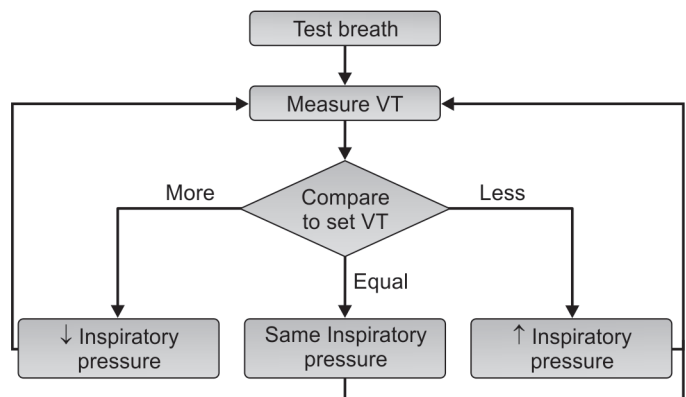 Test breath
Measure VT
Compare
to set VT
More
Less
Equal
↓ Inspiratory
pressure
Same Inspiratory
pressure
↑ Inspiratory
pressure